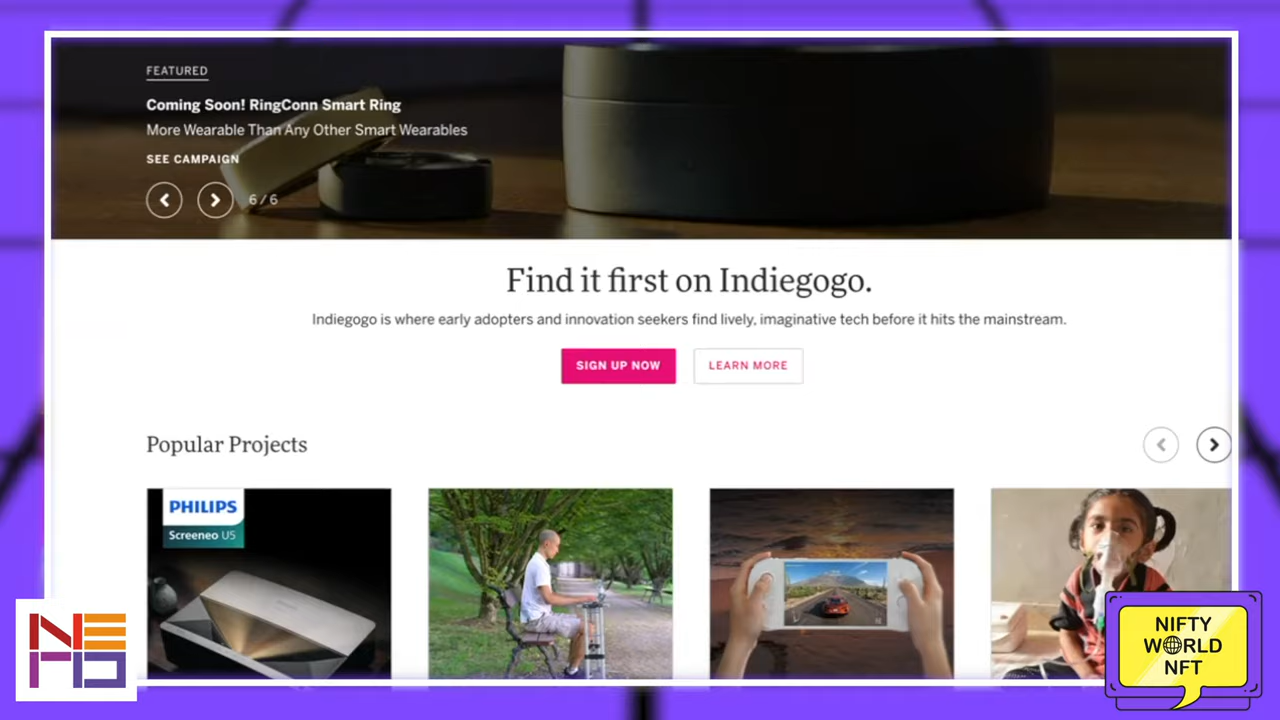 FEATURED
Coming Soon! RingConn Smart Ring
More Wearable Than Any Other Smart Wearables
SEE CAMPAIGN
6 / 6
Find it first on Indiegogo.
Indiegogo is where early adopters and innovation seekers find lively, imaginative tech before it hits the mainstream.
SIGN UP NOW
LEARN MORE
Popular Projects
PHILIPS
Screeneo US
NIFTY
WORLD
NFT